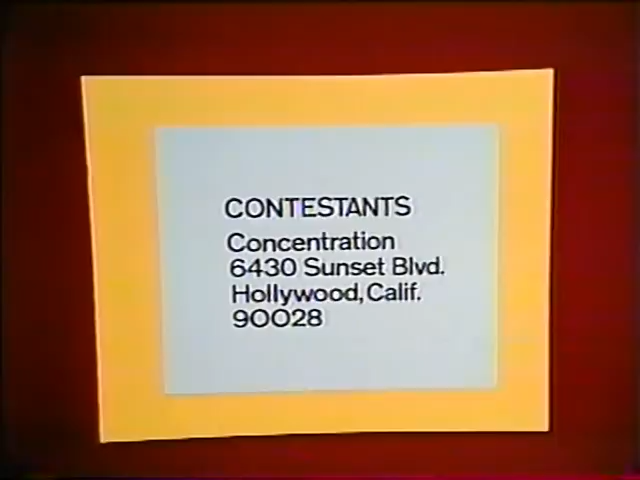 CONTESTANTS
Concentration
6430 Sunset Blvd.
Hollywood, Calif.
90028